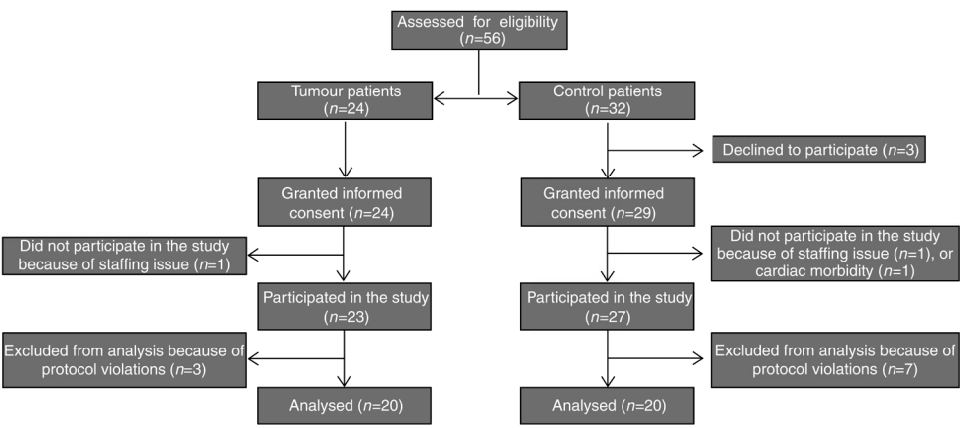 Assessed for eligibility
(n=56)
Tumour patients
(n=24)
Control patients
(n=32)
Declined to participate (n=3)
Granted informed
consent (n=24)
Granted informed
consent (n=29)
Did not participate in the study
because of staffing issue (n=1)
Did not participate in the study
because of staffing issue (n=1), or
cardiac morbidity (n=1)
Participated in the study
(n=23)
Participated in the study
(n=27)
Excluded from analysis because of
protocol violations (n=3)
Excluded from analysis because of
protocol violations (n=7)
Analysed (n=20)
Analysed (n=20)